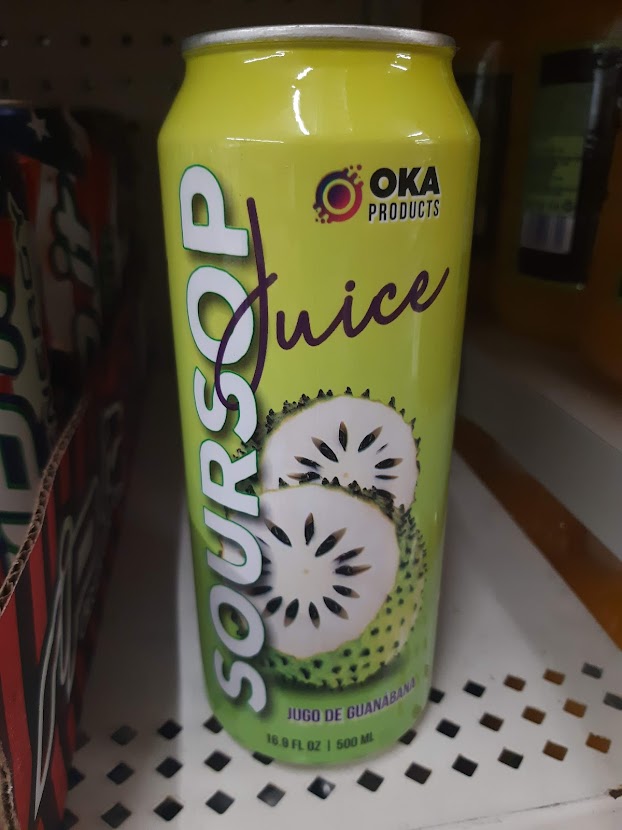 OKA
PRODUCTS
SOURSOP
Juice
JUGO DE GUANABANA
16.9 FL OZ | 500 ML